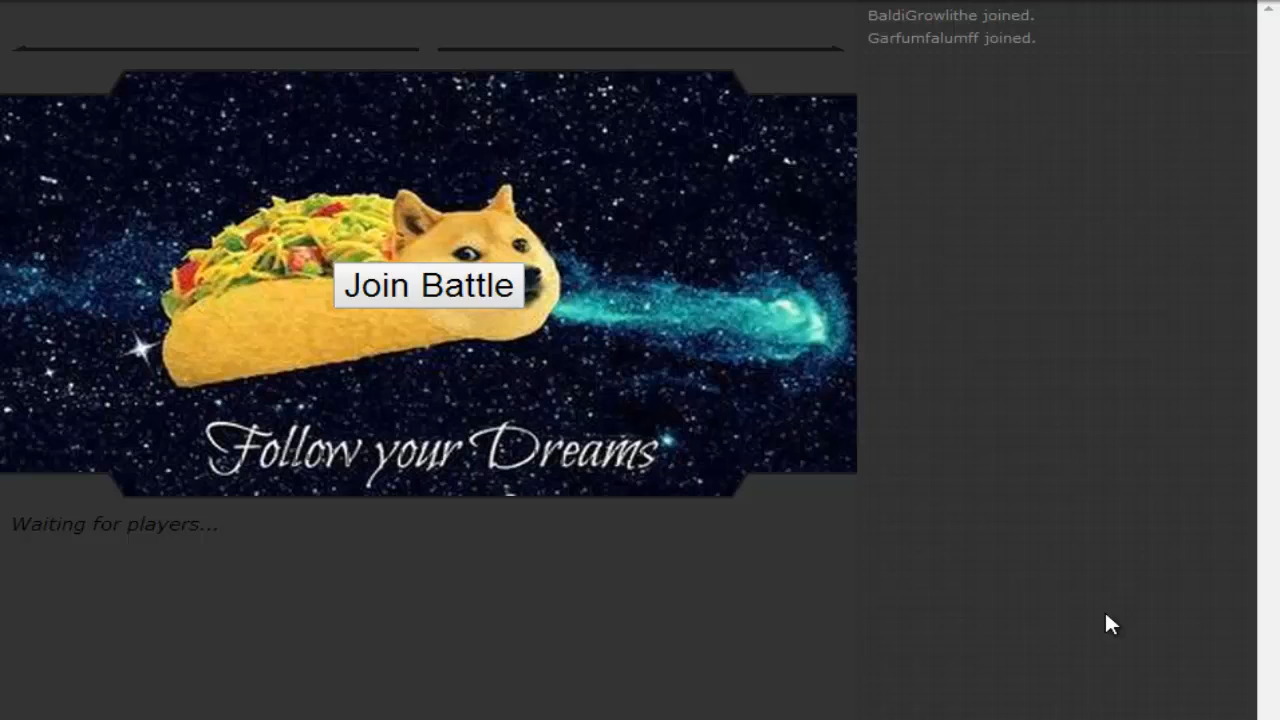 BaldiGrowlithe joined.
Garfumfalumff joined.
Join Battle
Follow your Dreams
Waiting for players...